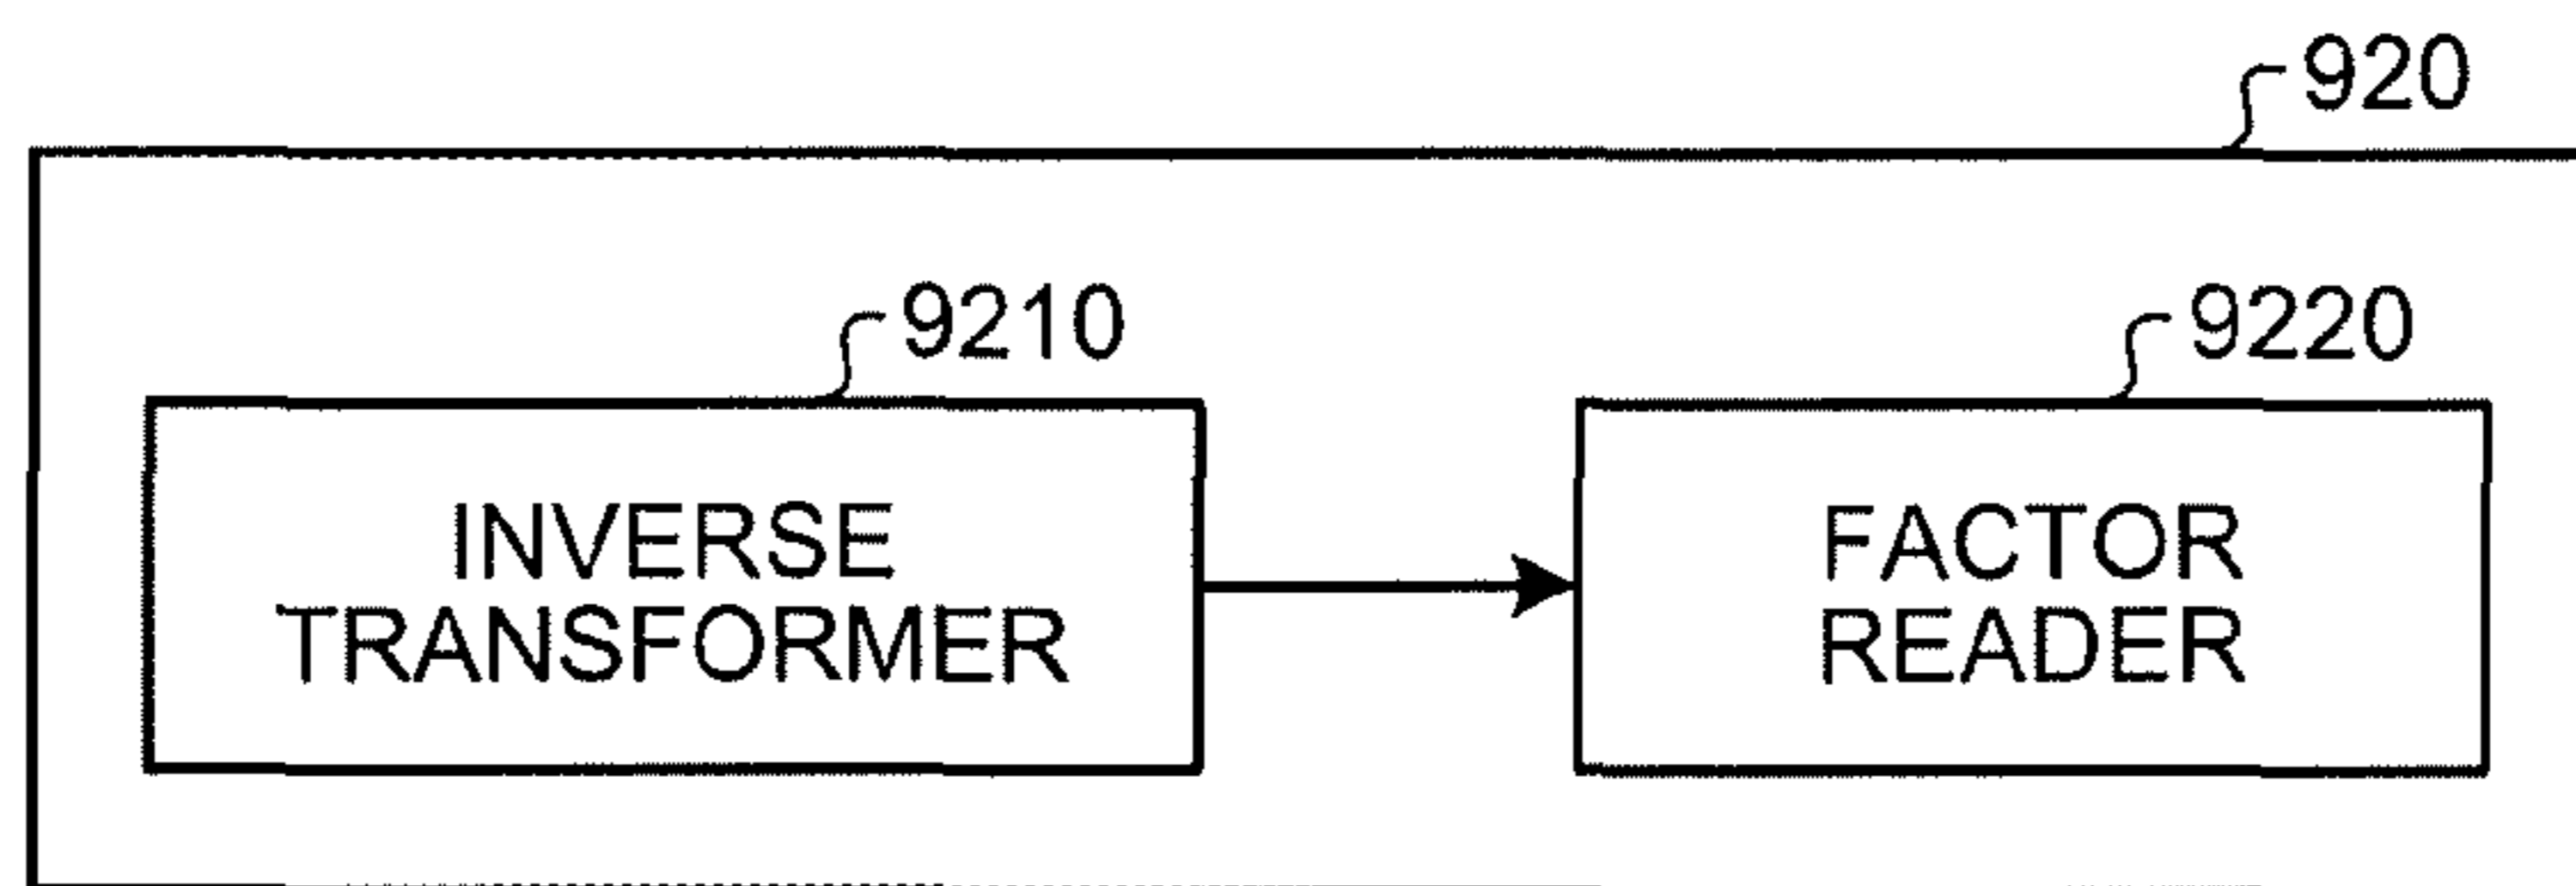 920
9210
9220
INVERSE
TRANSFORMER
FACTOR
READER